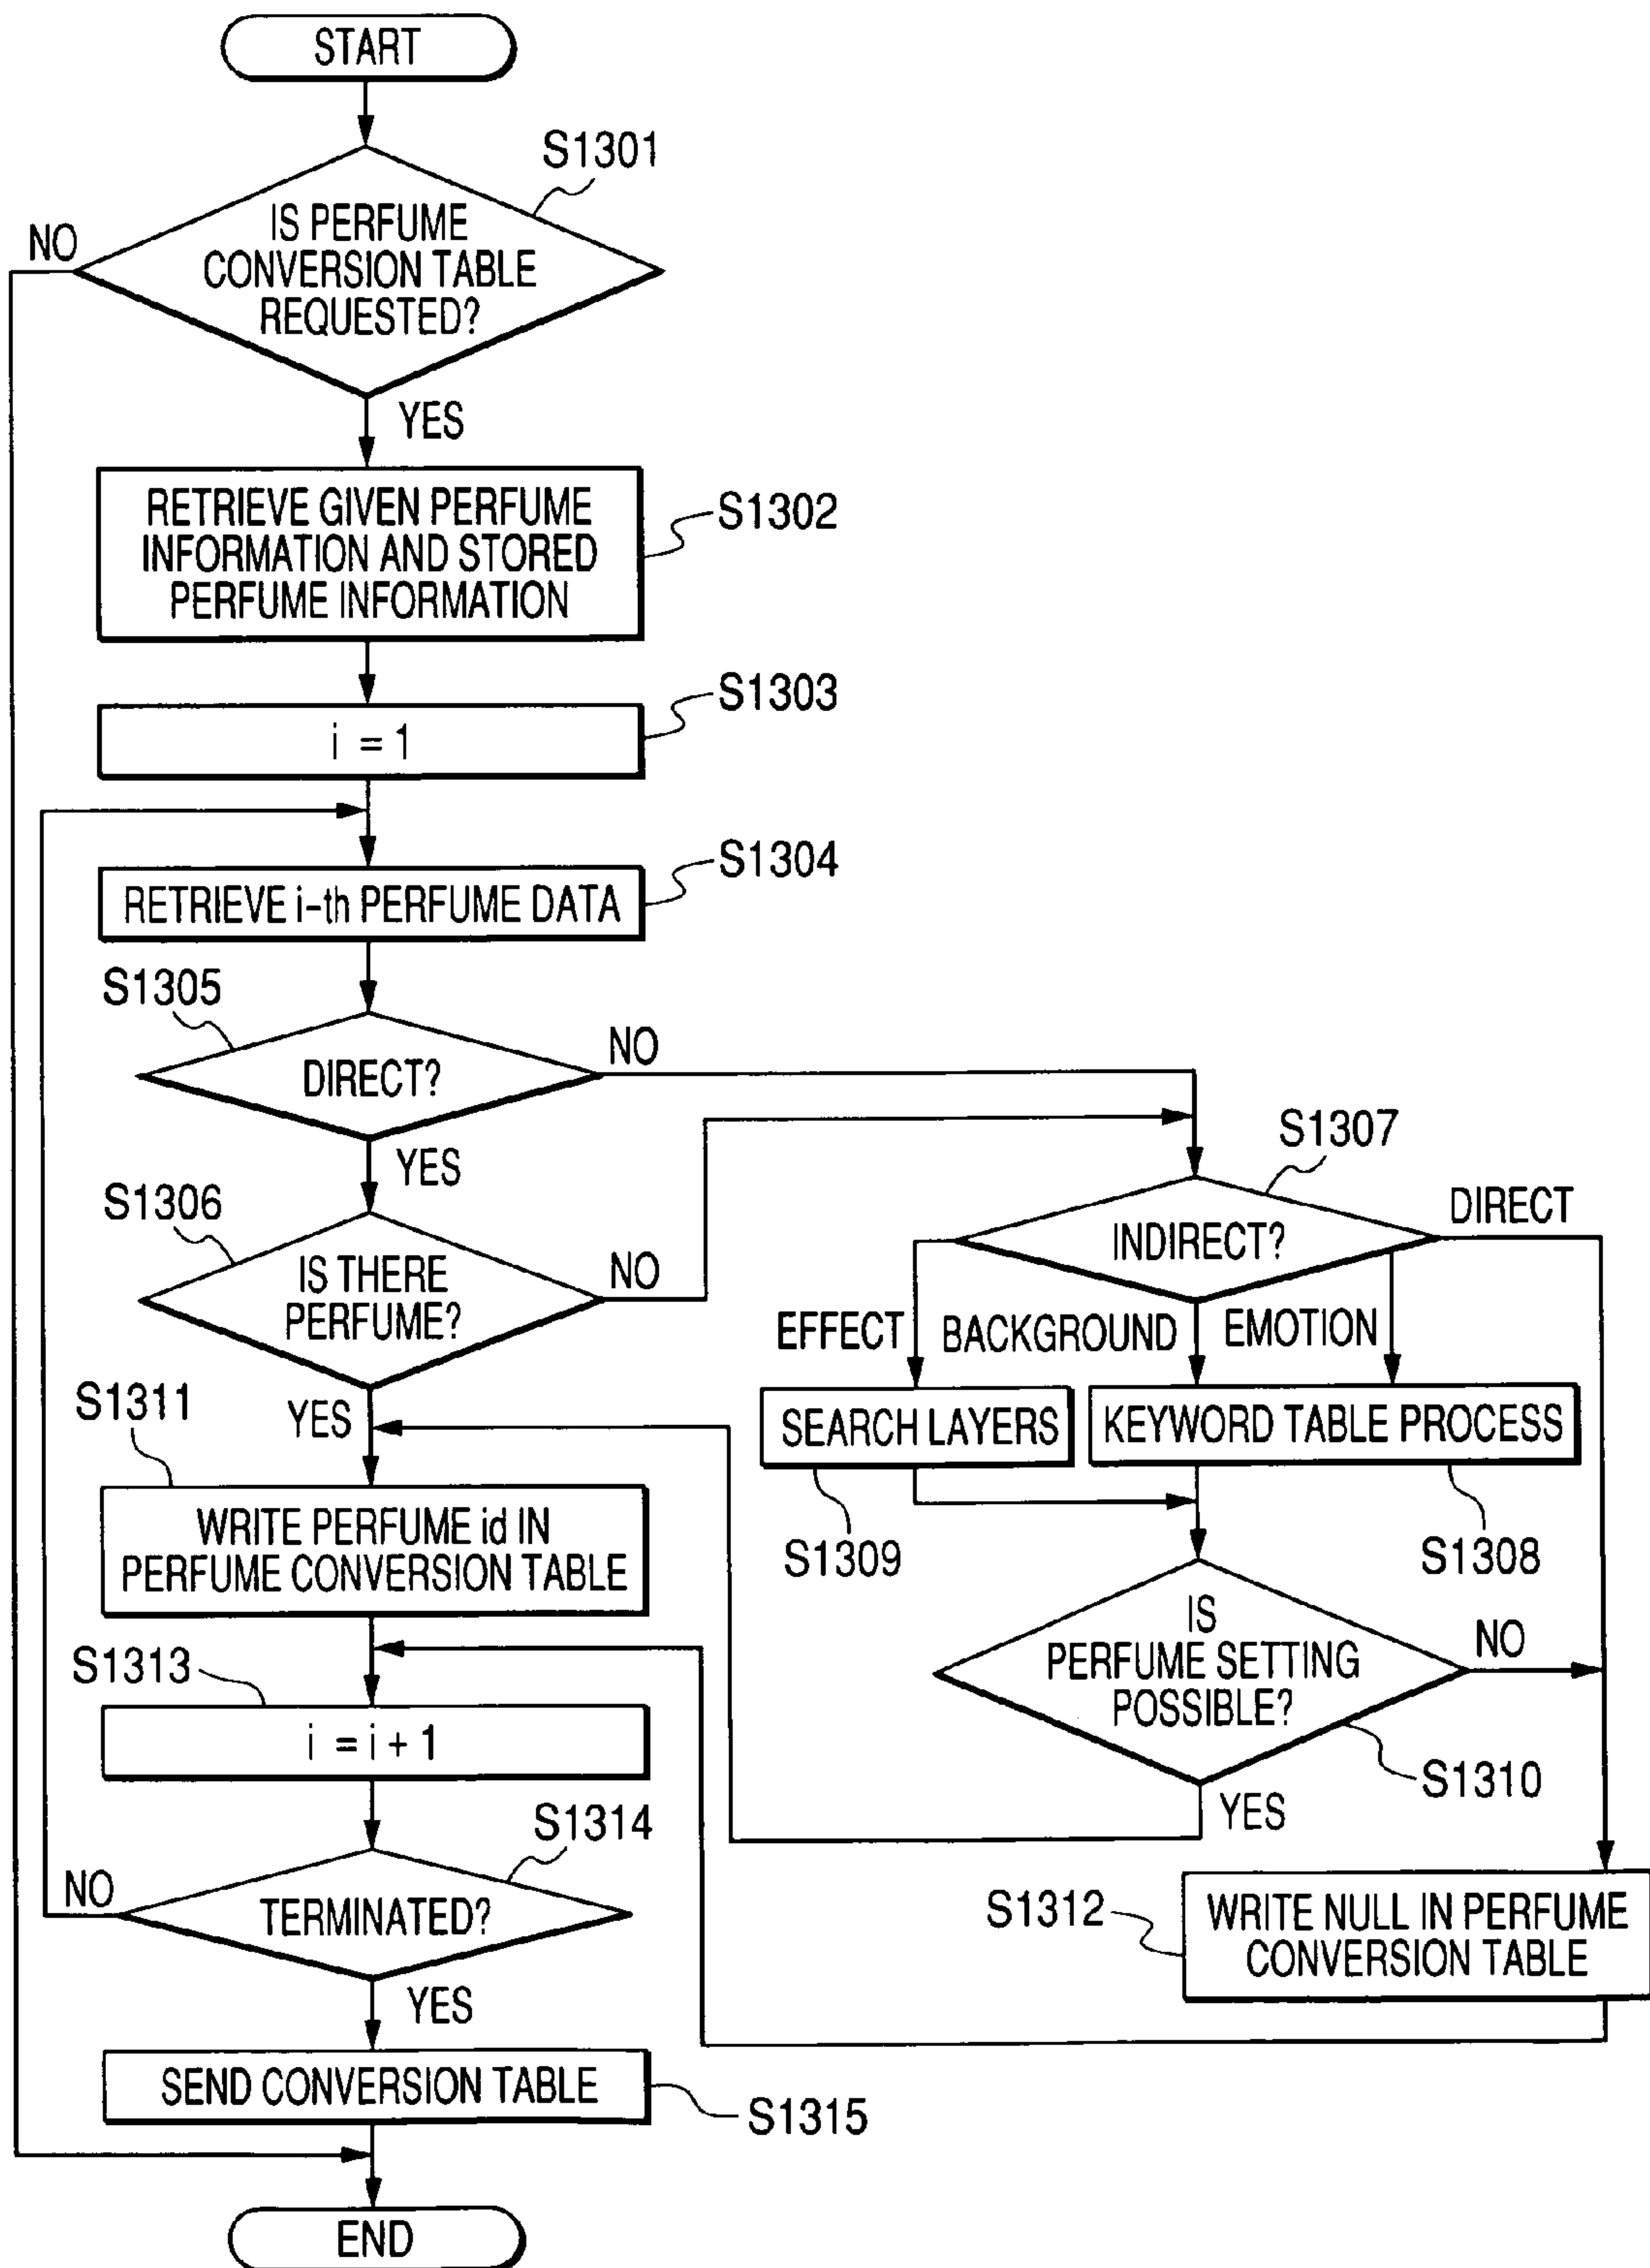 START
S1301
NO
IS PERFUME
CONVERSION TABLE
REQUESTED?
YES
RETRIEVE GIVEN PERFUME
INFORMATION AND STORED
PERFUME INFORMATION
S1302
S1303
i = 1
S1304
RETRIEVE i-th PERFUME DATA
S1305
DIRECT?
NO
YES
S1306
IS THERE
PERFUME?
NO
YES
S1307
INDIRECT?
DIRECT
EFFECT
BACKGROUND
EMOTION
SEARCH LAYERS
KEYWORD TABLE PROCESS
S1309
S1308
S1311
WRITE PERFUME id IN
PERFUME CONVERSION TABLE
IS
PERFUME SETTING
POSSIBLE?
NO
S1310
YES
S1313
i = i + 1
S1314
NO
TERMINATED?
YES
S1312
WRITE NULL IN PERFUME
CONVERSION TABLE
SEND CONVERSION TABLE
S1315
END